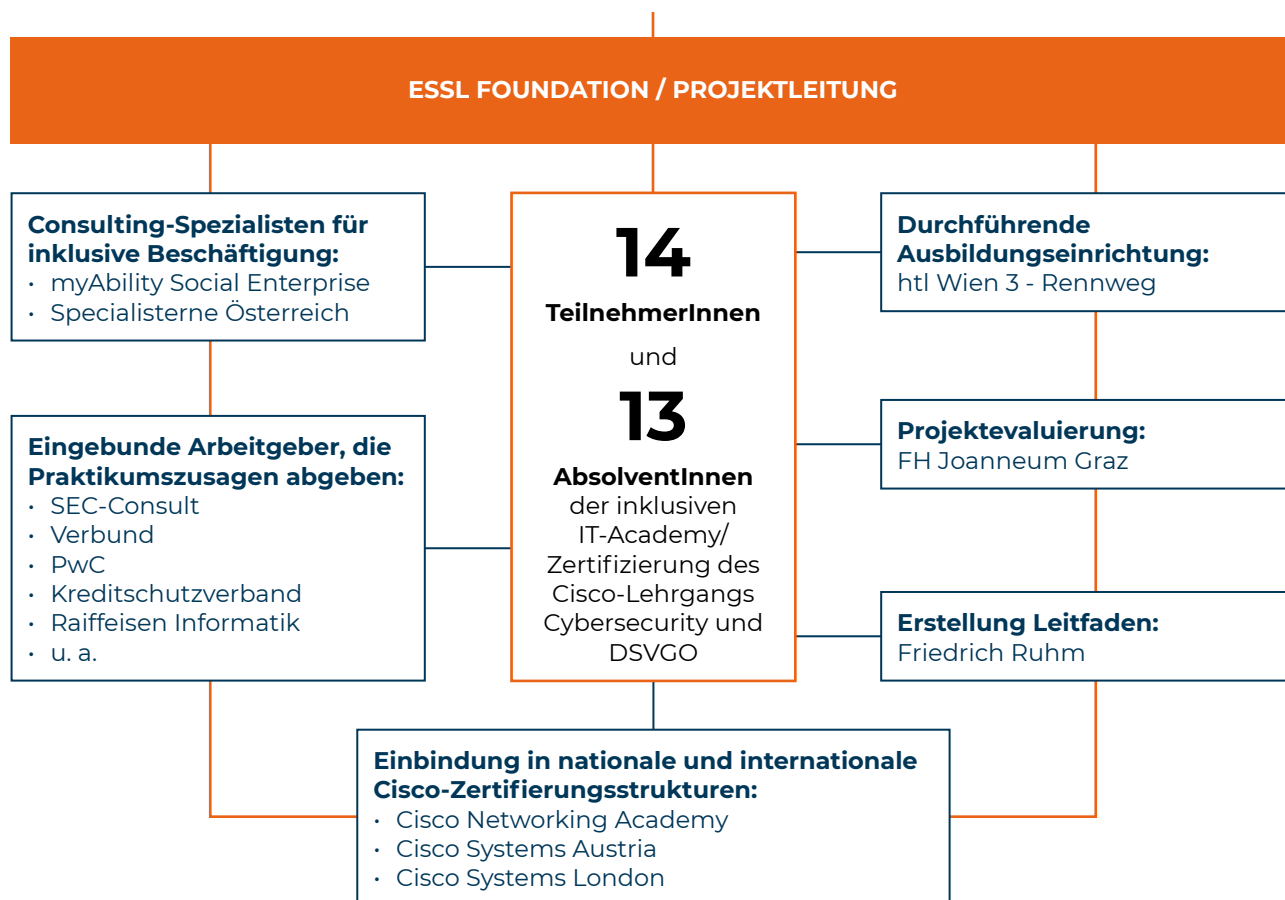 ESSL FOUNDATION / PROJEKTLEITUNG
Consulting-Spezialisten für
inklusive Beschäftigung:
· myAbility Social Enterprise
· Specialisterne Österreich
Eingebunde Arbeitgeber, die
Praktikumszusagen abgeben:
· SEC-Consult
· Verbund
· PwC
· Kreditschutzverband
· Raiffeisen Informatik
· u. a.
14
TeilnehmerInnen
und
13
AbsolventInnen
der inklusiven
IT-Academy/
Zertifizierung des
Cisco-Lehrgangs
Cybersecurity und
DSVGO
Durchführende
Ausbildungseinrichtung:
htl Wien 3 - Rennweg
Projektevaluierung:
FH Joanneum Graz
Erstellung Leitfaden:
Friedrich Ruhm
Einbindung in nationale und internationale
Cisco-Zertifierungsstrukturen:
· Cisco Networking Academy
· Cisco Systems Austria
· Cisco Systems London